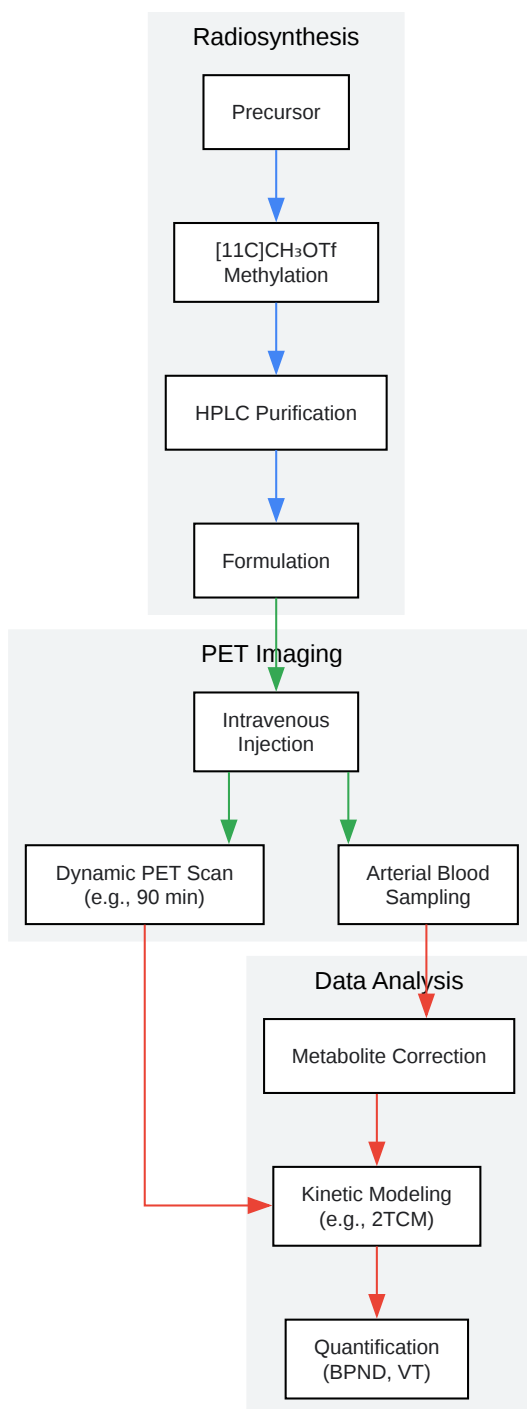 Radiosynthesis
Precursor
[11C]CH₃OTf
Methylation
HPLC Purification
Formulation
PET Imaging
Intravenous
Injection
Dynamic PET Scan
(e.g., 90 min)
Arterial Blood
Sampling
Data Analysis
Metabolite Correction
Kinetic Modeling
(e.g., 2TCM)
Quantification
(BPND, VT)